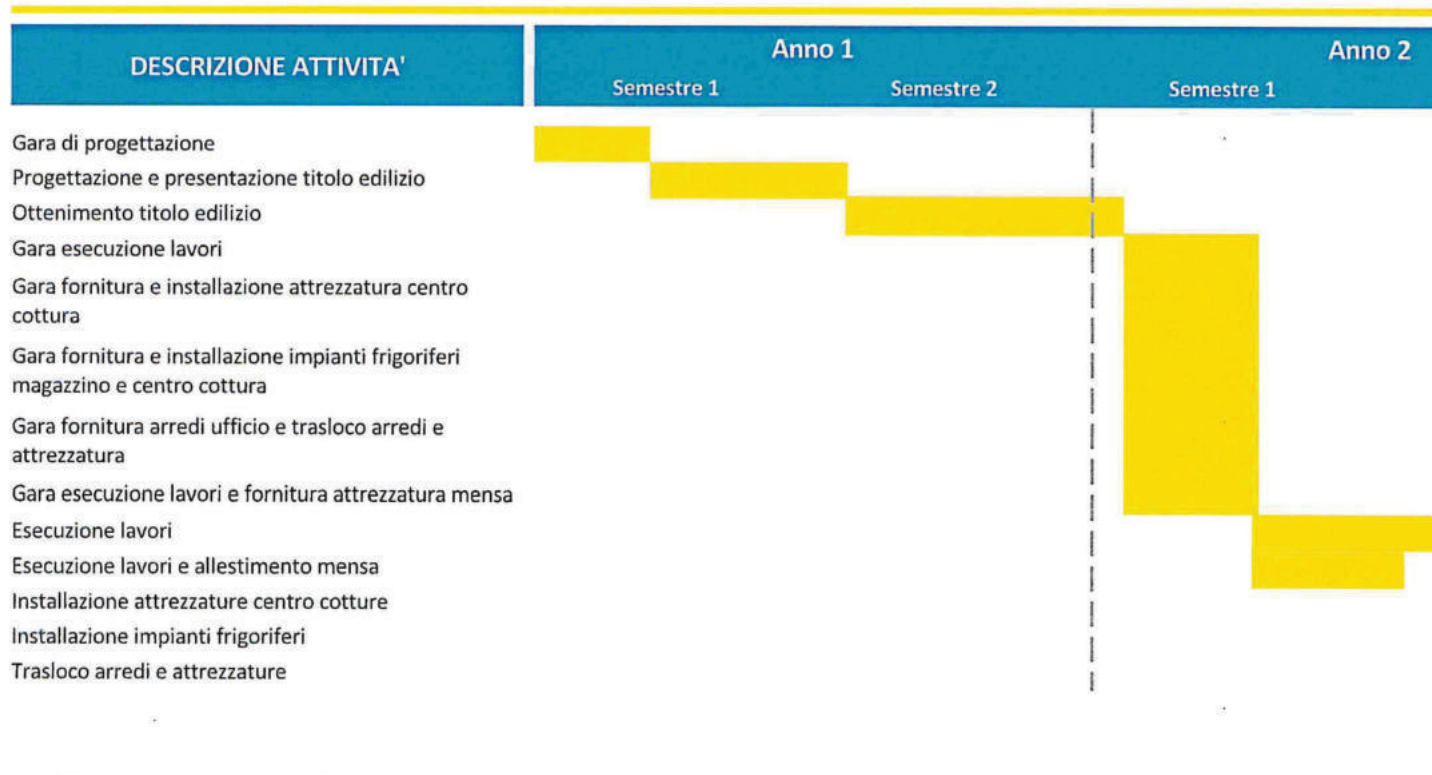 DESCRIZIONE ATTIVITA'
Anno 1
Anno 2
Semestre 1
Semestre 2
Semestre 1
Gara di progettazione
Progettazione e presentazione titolo edilizio
Ottenimento titolo edilizio
Gara esecuzione lavori
Gara fornitura e installazione attrezzatura centro
cottura
Gara fornitura e installazione impianti frigoriferi
magazzino e centro cottura
Gara fornitura arredi ufficio e trasloco arredi e
attrezzatura
Gara esecuzione lavori e fornitura attrezzatura mensa
Esecuzione lavori
Esecuzione lavori e allestimento mensa
Installazione attrezzature centro cotture
Installazione impianti frigoriferi
Trasloco arredi e attrezzature